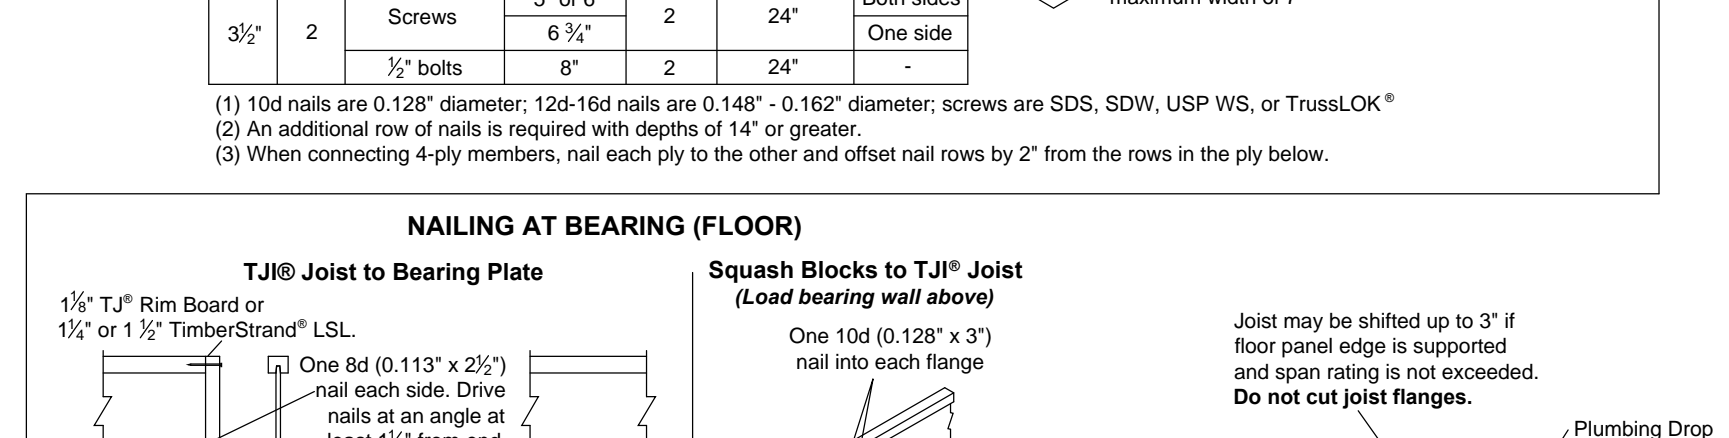 5" or 6"
Both sides
maximum width of 7"
Screws
2
24"
3½"
2
6 ¾"
One side
½" bolts
8"
2
24"
-
(1) 10d nails are 0.128" diameter; 12d-16d nails are 0.148" - 0.162" diameter; screws are SDS, SDW, USP WS, or TrussLOK ®
(2) An additional row of nails is required with depths of 14" or greater.
(3) When connecting 4-ply members, nail each ply to the other and offset nail rows by 2" from the rows in the ply below.
NAILING AT BEARING (FLOOR)
TJI® Joist to Bearing Plate
1⅛" TJ® Rim Board or
1¼" or 1 ½" TimberStrand® LSL.
One 8d (0.113" x 2½")
nail each side. Drive
nails at an angle at
least 1½" from end.
Squash Blocks to TJI® Joist
(Load bearing wall above)
One 10d (0.128" x 3")
nail into each flange
Joist may be shifted up to 3" if
floor panel edge is supported
and span rating is not exceeded.
Do not cut joist flanges.
Plumbing Drop